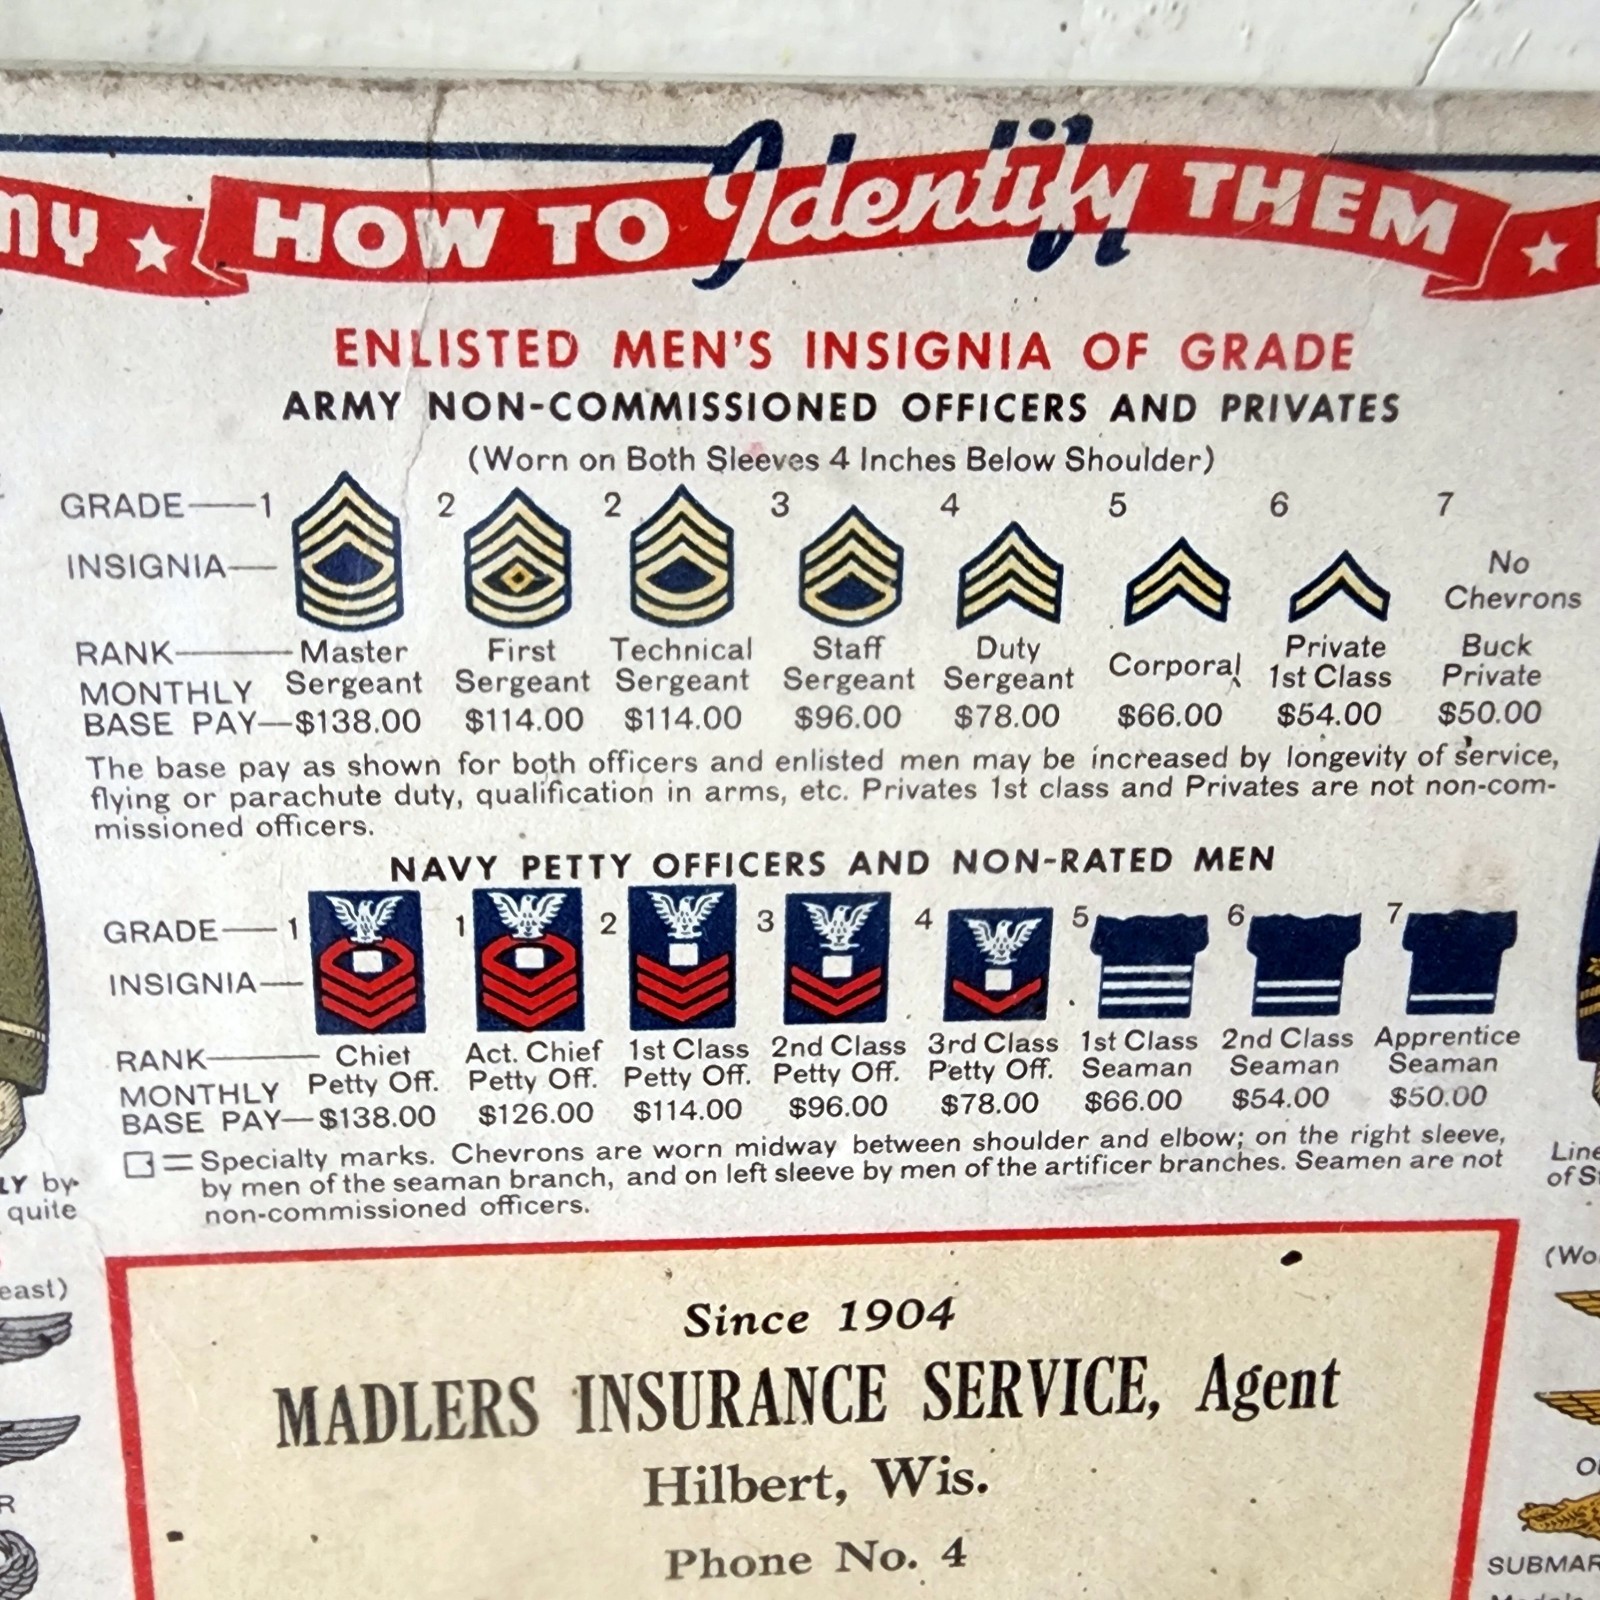 MY ★ HOW TO Identify THEM ★
ENLISTED MEN'S INSIGNIA OF GRADE
ARMY NON-COMMISSIONED OFFICERS AND PRIVATES
(Worn on Both Sleeves 4 Inches Below Shoulder)
GRADE—1 2 2 3 4 5 6 7
INSIGNIA— No
Chevrons
RANK— Master First Technical Staff Duty Corporal Private Buck
Sergeant Sergeant Sergeant Sergeant Sergeant 1st Class Private
MONTHLY
BASE PAY—$138.00 $114.00 $114.00 $96.00 $78.00 $66.00 $54.00 $50.00
The base pay as shown for both officers and enlisted men may be increased by longevity of service,
flying or parachute duty, qualification in arms, etc. Privates 1st class and Privates are not non-com-
missioned officers.
NAVY PETTY OFFICERS AND NON-RATED MEN
GRADE—1 1 2 3 4 5 6 7
INSIGNIA—
RANK— Chief Act. Chief 1st Class 2nd Class 3rd Class 1st Class 2nd Class Apprentice
Petty Off. Petty Off. Petty Off. Petty Off. Petty Off. Seaman Seaman Seaman
MONTHLY
BASE PAY—$138.00 $126.00 $114.00 $96.00 $78.00 $66.00 $54.00 $50.00
□=Specialty marks. Chevrons are worn midway between shoulder and elbow; on the right sleeve,
by men of the seaman branch, and on left sleeve by men of the artificer branches. Seamen are not
non-commissioned officers.
LY by
quite
east)
R
Line
of S
(Wo
O
SUBMAR
Since 1904
MADLERS INSURANCE SERVICE, Agent
Hilbert, Wis.
Phone No. 4